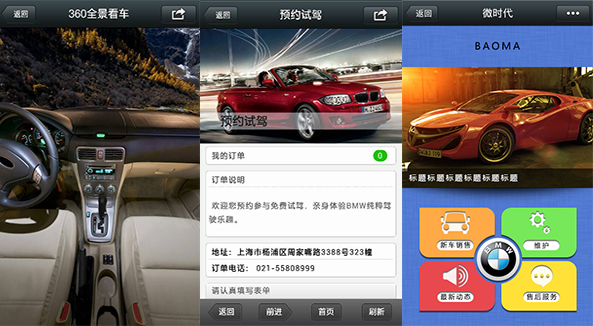 返回
360全景看车
返回
预约试驾
预约试驾
我的订单
0
订单说明
欢迎您预约参与免费试驾，亲身体验BMW纯粹驾
驶乐趣。
地址：上海市杨浦区周家嘴路3388号323幢
订单电话： 021-55808999
请认真填写表单
返回
前进
首页
刷新
返回
微时代
BAOMA
标题标题标题标题标题标题
新车销售
维护
BMW
最新动态
售后服务